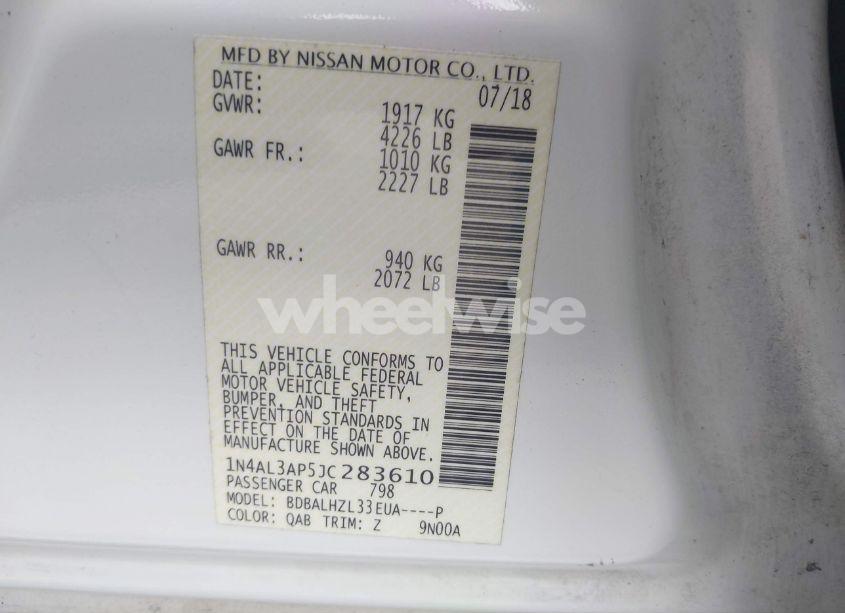 MFD BY NISSAN MOTOR CO., LTD.
DATE: 07/18
GVWR: 1917 KG
4226 LB
GAWR FR.: 1010 KG
2227 LB
GAWR RR.: 940 KG
2072 LB
wheelwise
THIS VEHICLE CONFORMS TO
ALL APPLICABLE FEDERAL
MOTOR VEHICLE SAFETY,
BUMPER, AND THEFT
PREVENTION STANDARDS IN
EFFECT ON THE DATE OF
MANUFACTURE SHOWN ABOVE.
1N4AL3AP5JC283610
PASSENGER CAR 798
MODEL: BDBALHZL33EUA----P
COLOR: QAB TRIM: Z 9N00A